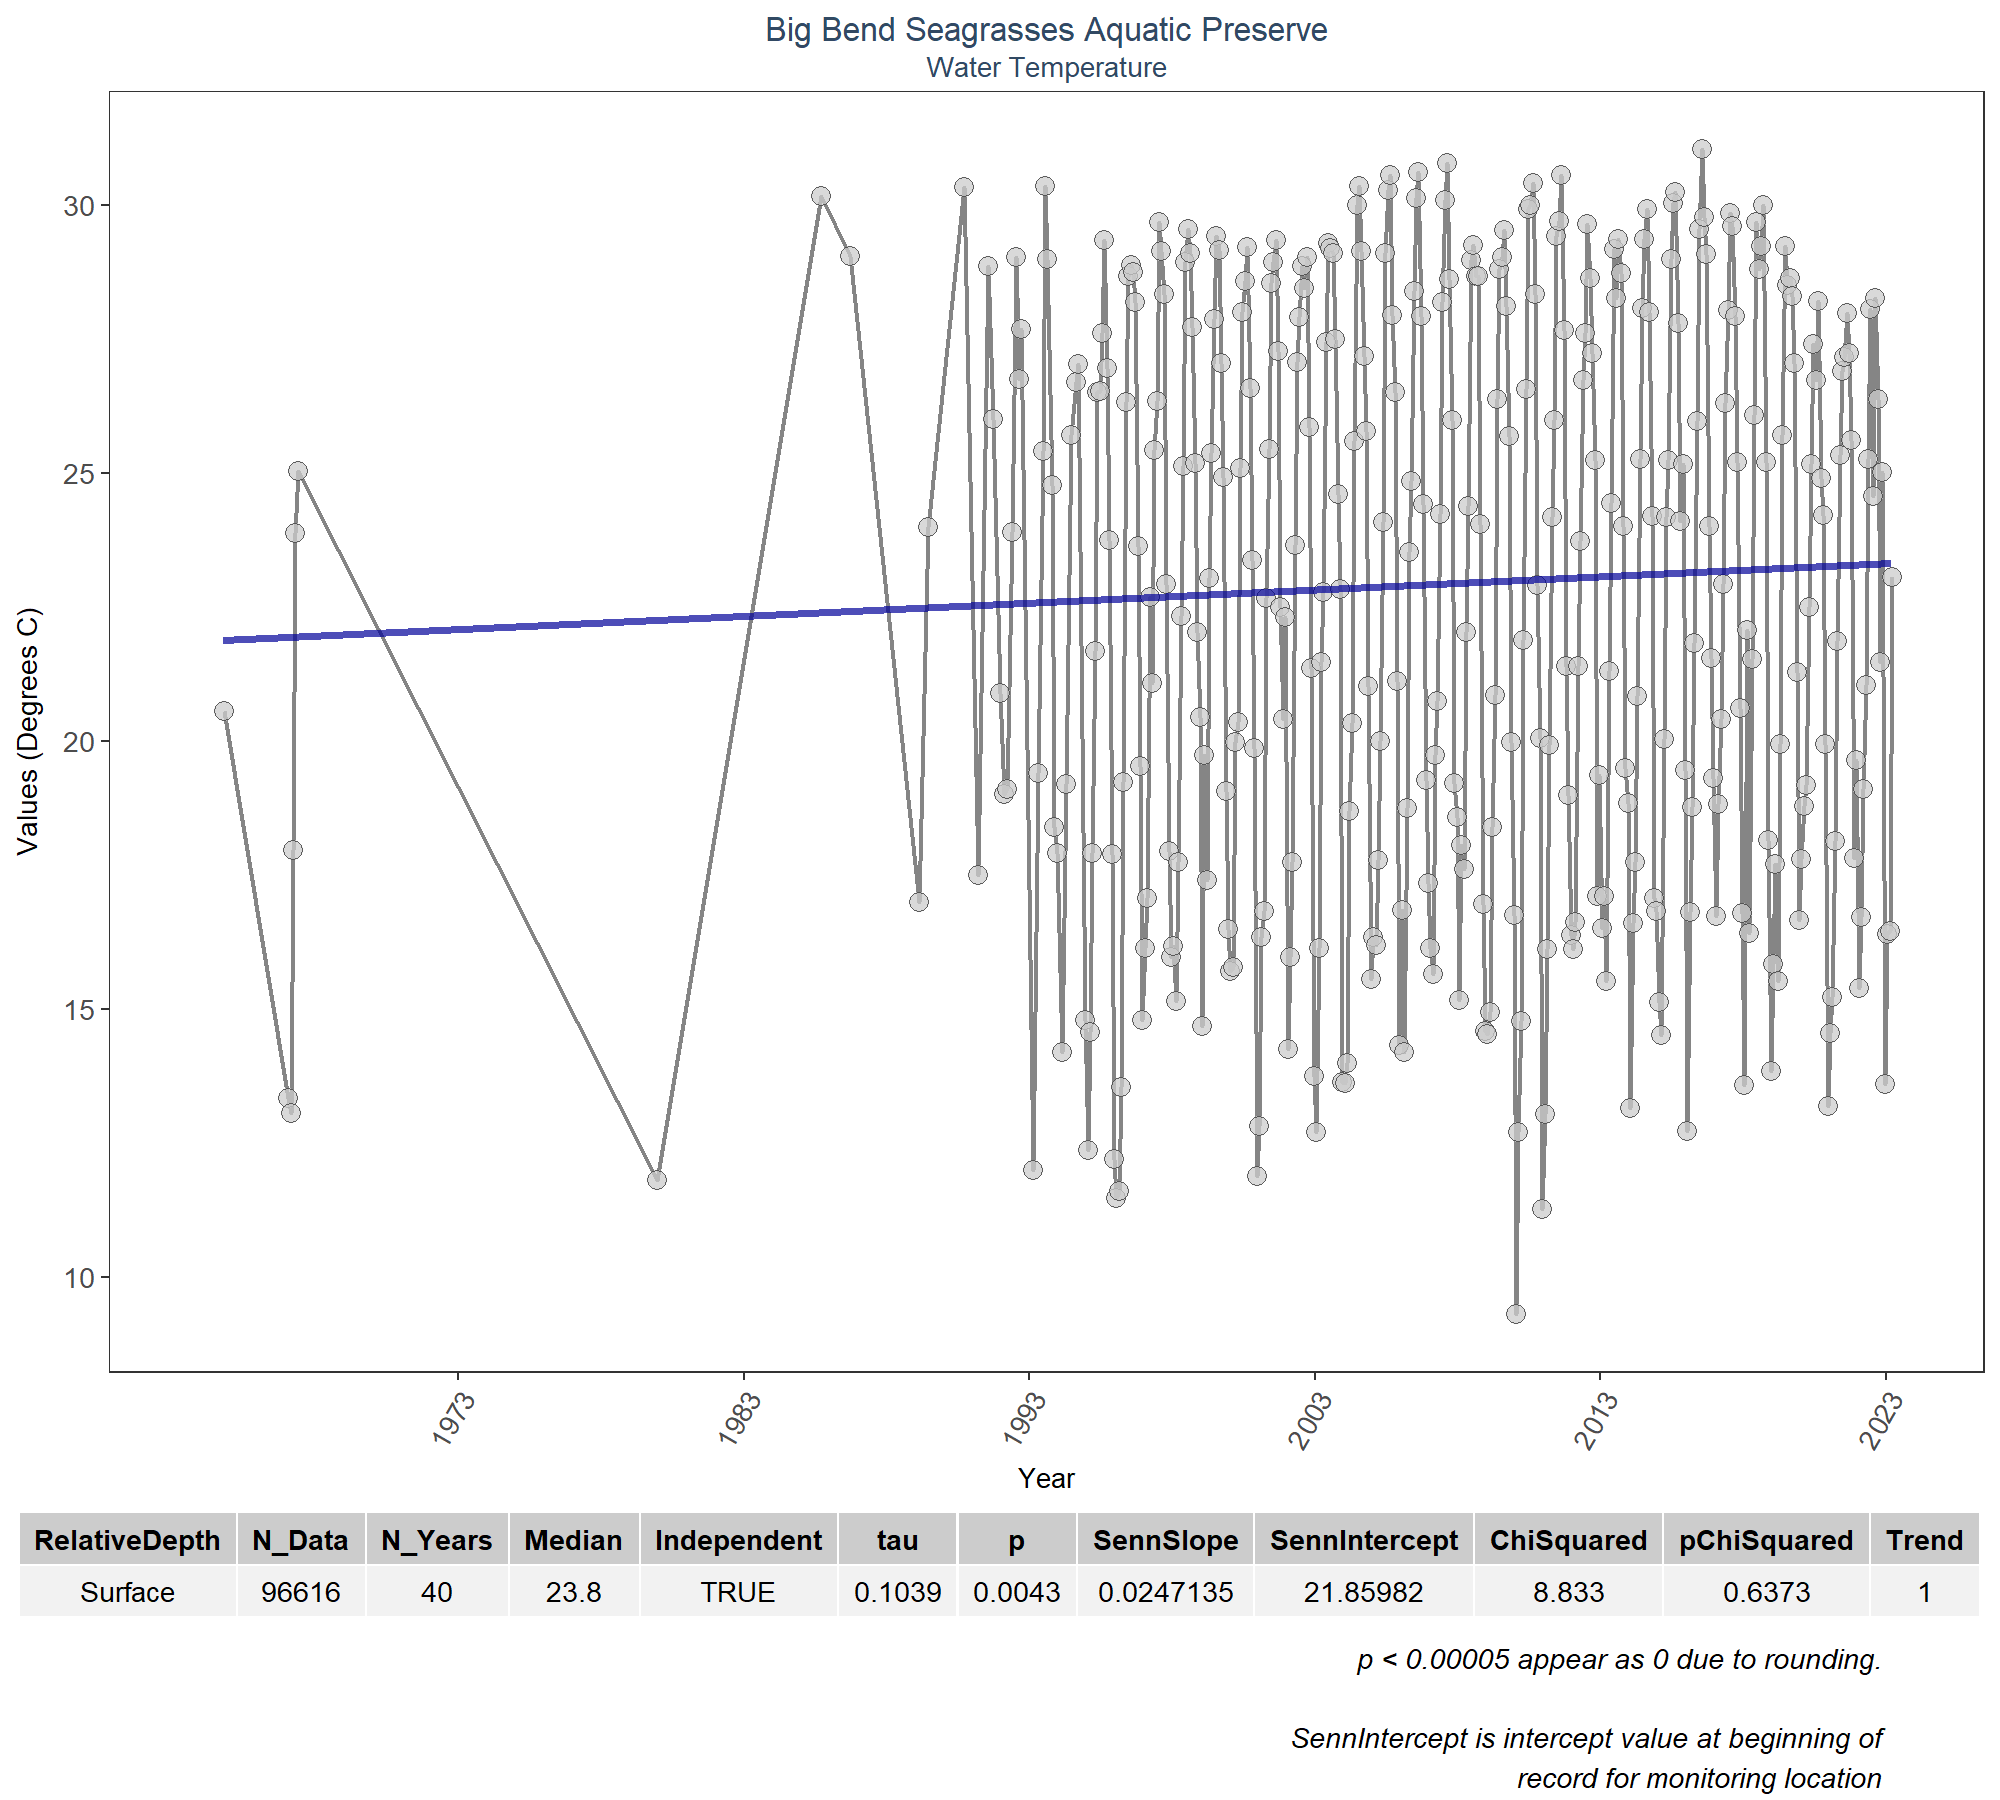 Big Bend Seagrasses Aquatic Preserve
Water Temperature
Values (Degrees C)
30
25
20
15
10
1973
1983
1993
2003
2013
2023
Year
RelativeDepth N_Data N_Years Median Independent tau p SennSlope SennIntercept ChiSquared pChiSquared Trend
Surface 96616 40 23.8 TRUE 0.1039 0.0043 0.0247135 21.85982 8.833 0.6373 1
p < 0.00005 appear as 0 due to rounding.
SennIntercept is intercept value at beginning of
record for monitoring location